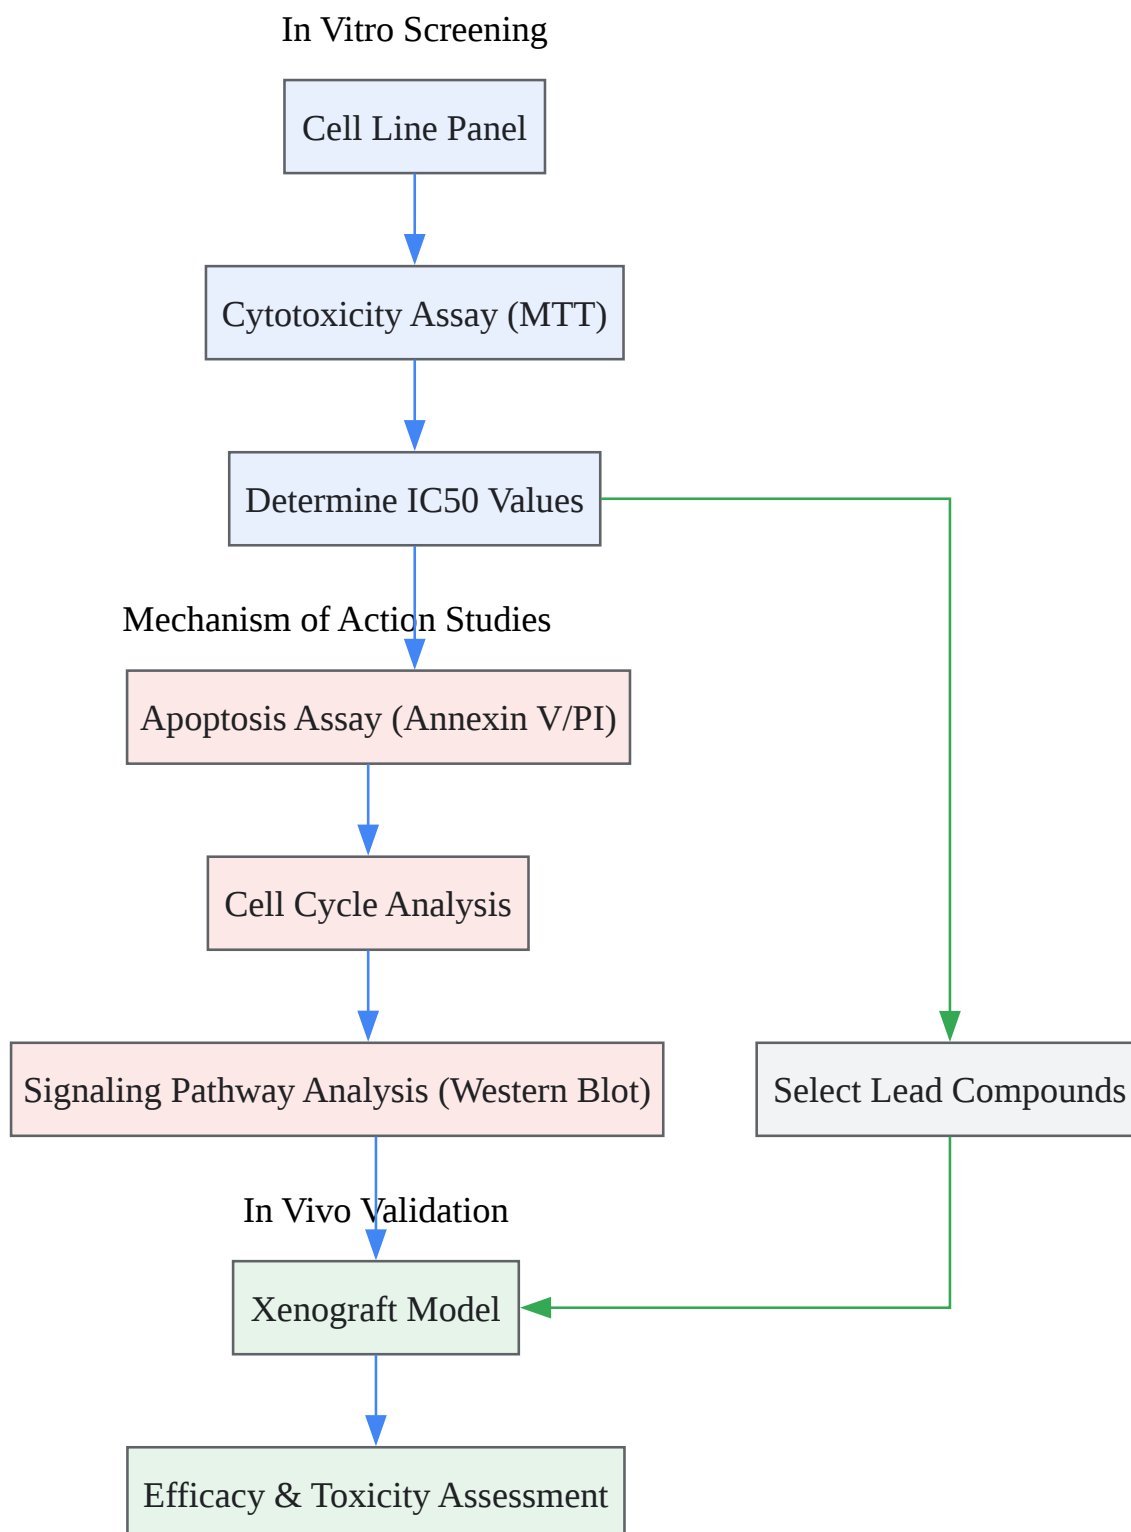 In Vitro Screening
Cell Line Panel
Cytotoxicity Assay (MTT)
Determine IC50 Values
Mechanism of Action Studies
Apoptosis Assay (Annexin V/PI)
Cell Cycle Analysis
Signaling Pathway Analysis (Western Blot)
Select Lead Compounds
In Vivo Validation
Xenograft Model
Efficacy & Toxicity Assessment